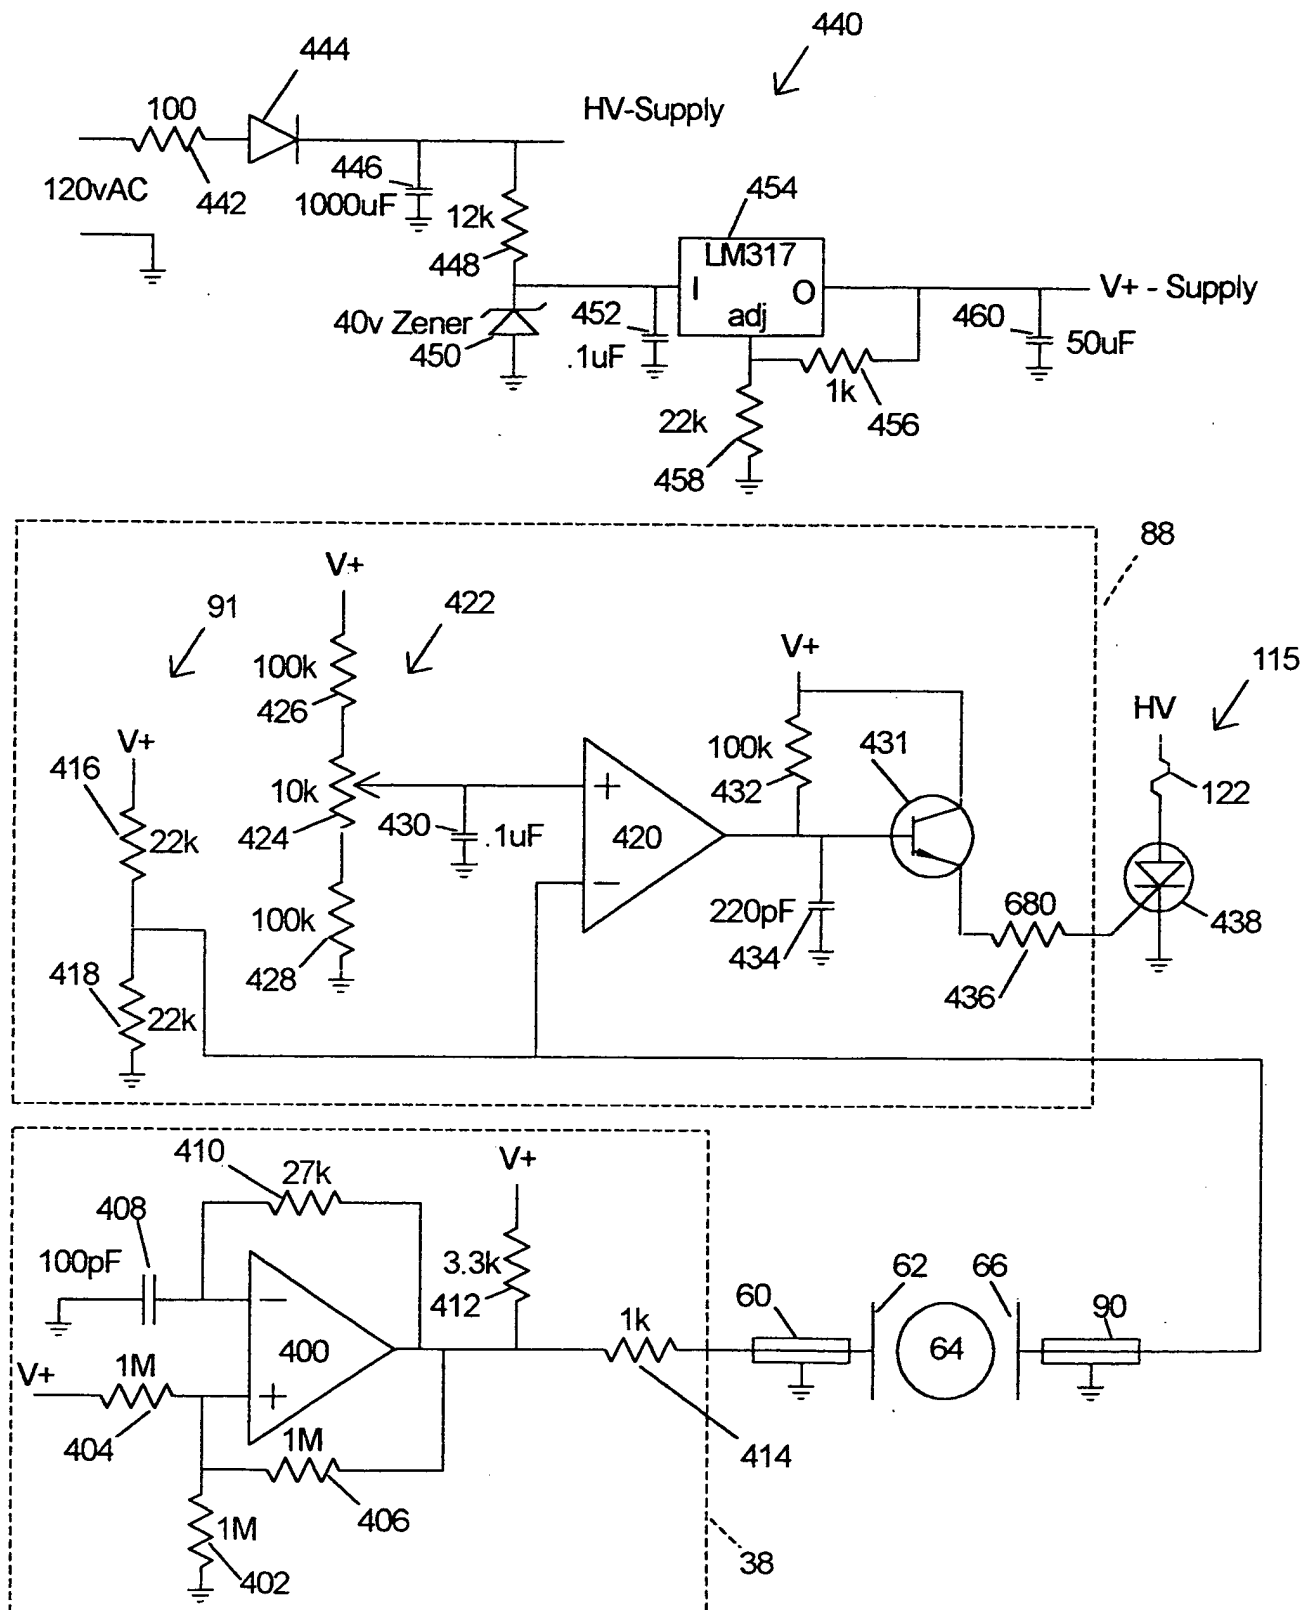 440
444
100
HV-Supply
446
120vAC
442
1000uF
454
12k
448
LM317
I
O
adj
V+ - Supply
40v Zener
450
452
.1uF
460
50uF
1k
456
22k
458
88
V+
91
422
V+
115
100k
426
HV
V+
416
100k
432
431
122
10k
424
+
22k
430
.1uF
420
−
680
438
100k
428
220pF
434
418
22k
436
410
27k
V+
408
100pF
3.3k
412
62
66
−
60
90
1k
400
64
V+
1M
+
404
1M
414
406
1M
402
38